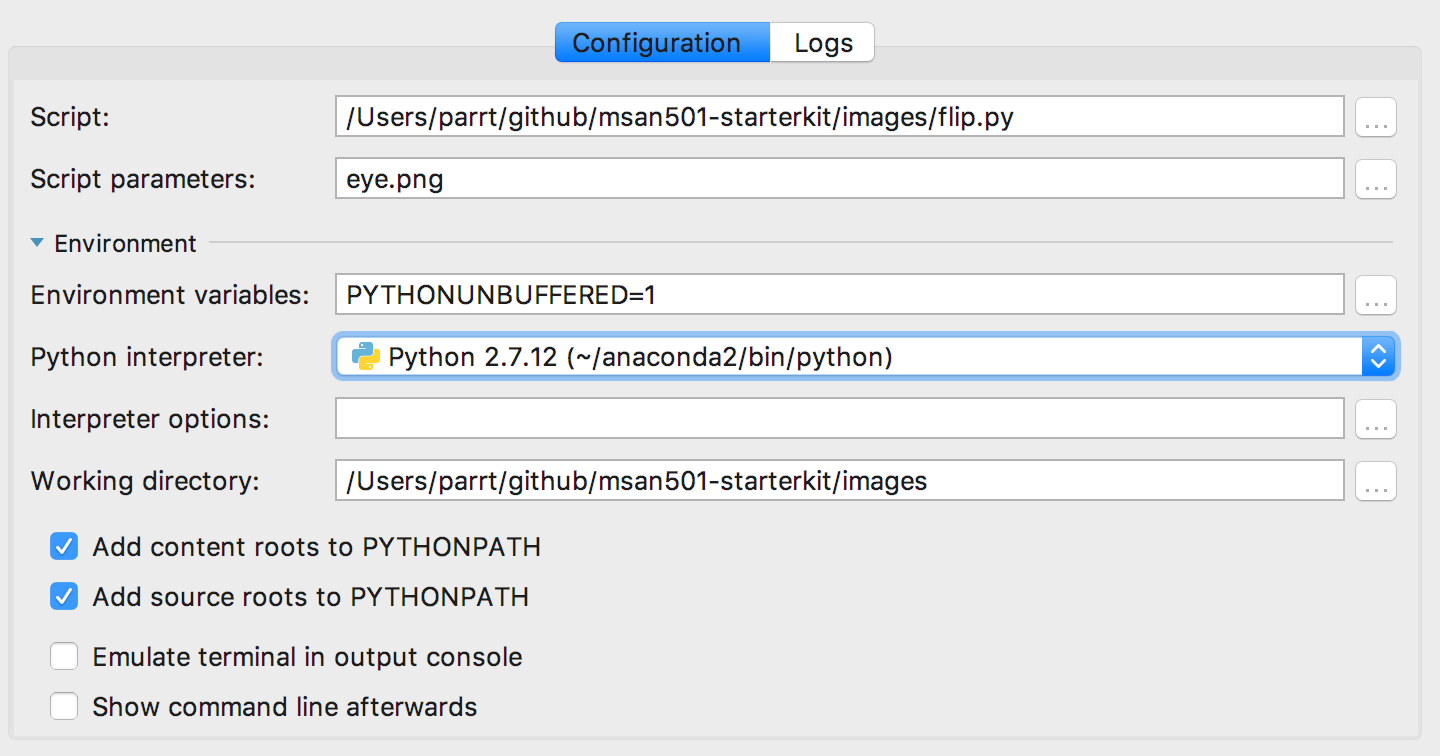 Configuration Logs
Script: /Users/parrt/github/msan501-starterkit/images/flip.py ...
Script parameters: eye.png ...
Environment
Environment variables: PYTHONUNBUFFERED=1 ...
Python interpreter: Python 2.7.12 (~/anaconda2/bin/python)
Interpreter options: ...
Working directory: /Users/parrt/github/msan501-starterkit/images ...
Add content roots to PYTHONPATH
Add source roots to PYTHONPATH
Emulate terminal in output console
Show command line afterwards